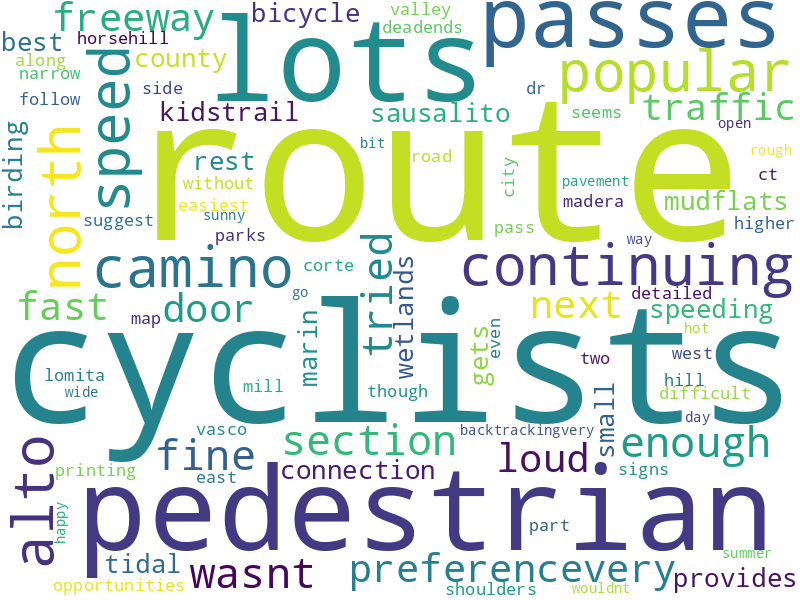 freeway
bicycle
valley
deadends
passes
best
horsehill
lots
along
narrow
county
popular
follow
side
speed
dr
kidstrail
sausalito
seems
traffic
open
birding
north
route
bit
rest
road
city
rough
without
pavement
ct
easiest
madera
mudflats
suggest
sunny
pass
higher
parks
way
camino
corte
tried
wetlands
continuing
go
detailed
fast
door
next
speeding
map
marin
gets
even
hot
cyclists
two
west
lomita
mill
though
hill
wide
small
difficult
day
alto
vasco
backtrackingvery
section
enough
fine
connection
loud
signs
printing
east
pedestrian
happy
part
tidal
wasnt
preferencevery
summer
opportunities
shoulders
wouldnt
provides